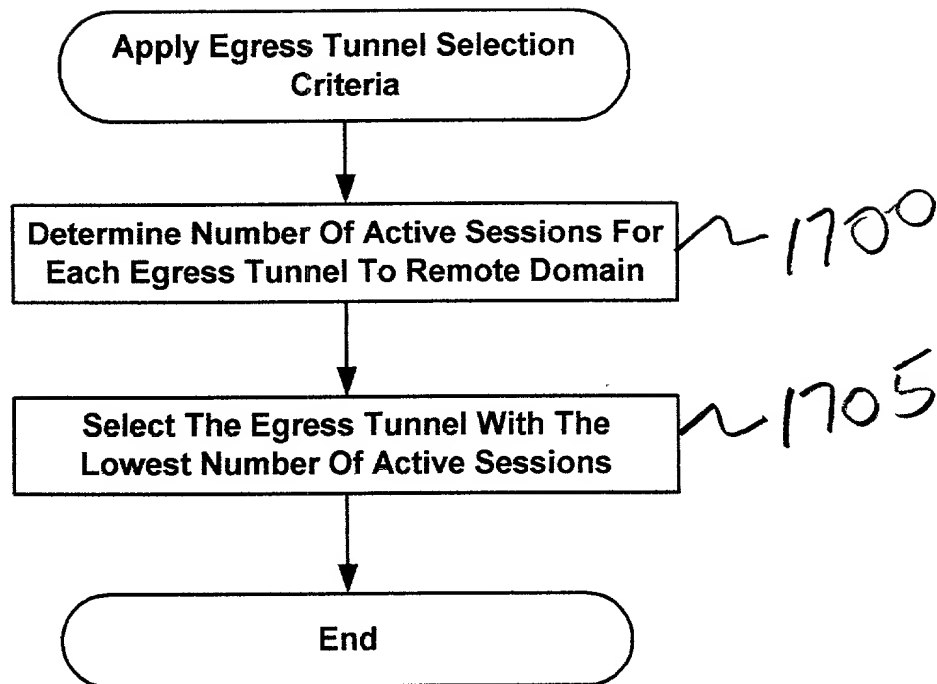 Apply Egress Tunnel Selection
Criteria
Determine Number Of Active Sessions For
Each Egress Tunnel To Remote Domain
1700
Select The Egress Tunnel With The
Lowest Number Of Active Sessions
1705
End